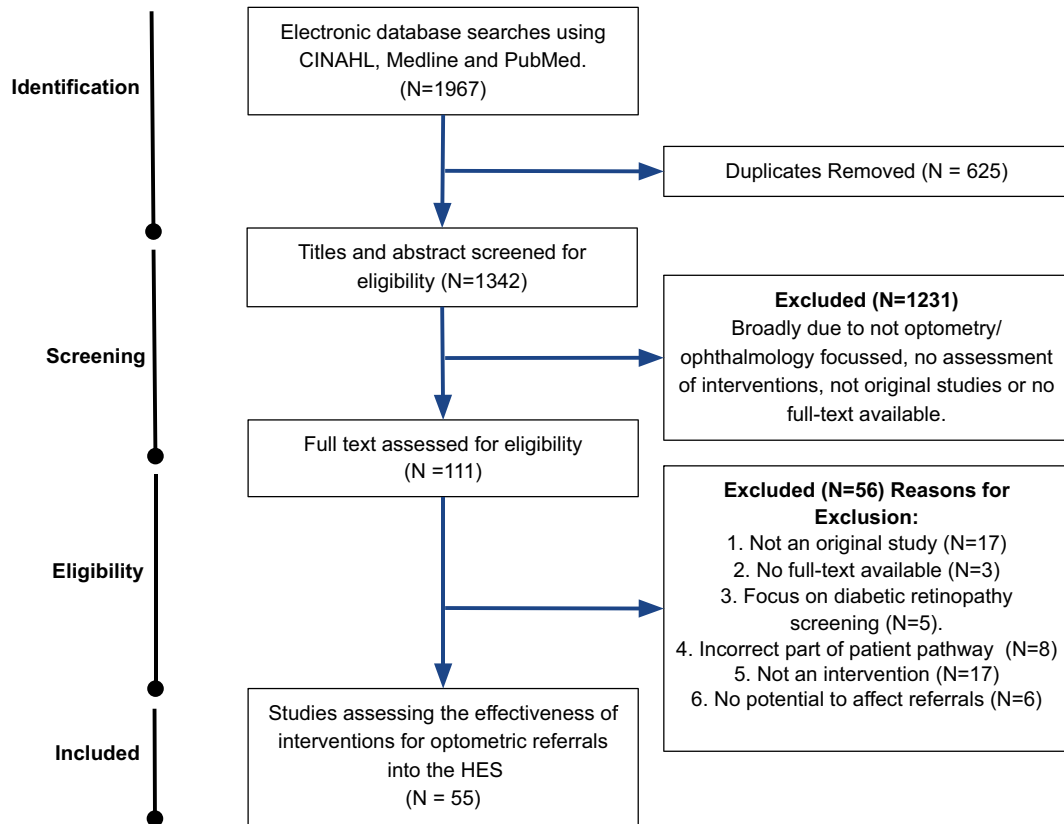 Electronic database searches using
CINAHL, Medline and PubMed.
(N=1967)
Identification
Duplicates Removed (N = 625)
Titles and abstract screened for
eligibility (N=1342)
Excluded (N=1231)
Broadly due to not optometry/
ophthalmology focussed, no assessment
of interventions, not original studies or no
full-text available.
Screening
Full text assessed for eligibility
(N =111)
Excluded (N=56) Reasons for
Exclusion:
1. Not an original study (N=17)
2. No full-text available (N=3)
3. Focus on diabetic retinopathy
screening (N=5).
4. Incorrect part of patient pathway (N=8)
5. Not an intervention (N=17)
6. No potential to affect referrals (N=6)
Eligibility
Studies assessing the effectiveness of
interventions for optometric referrals
into the HES
(N = 55)
Included